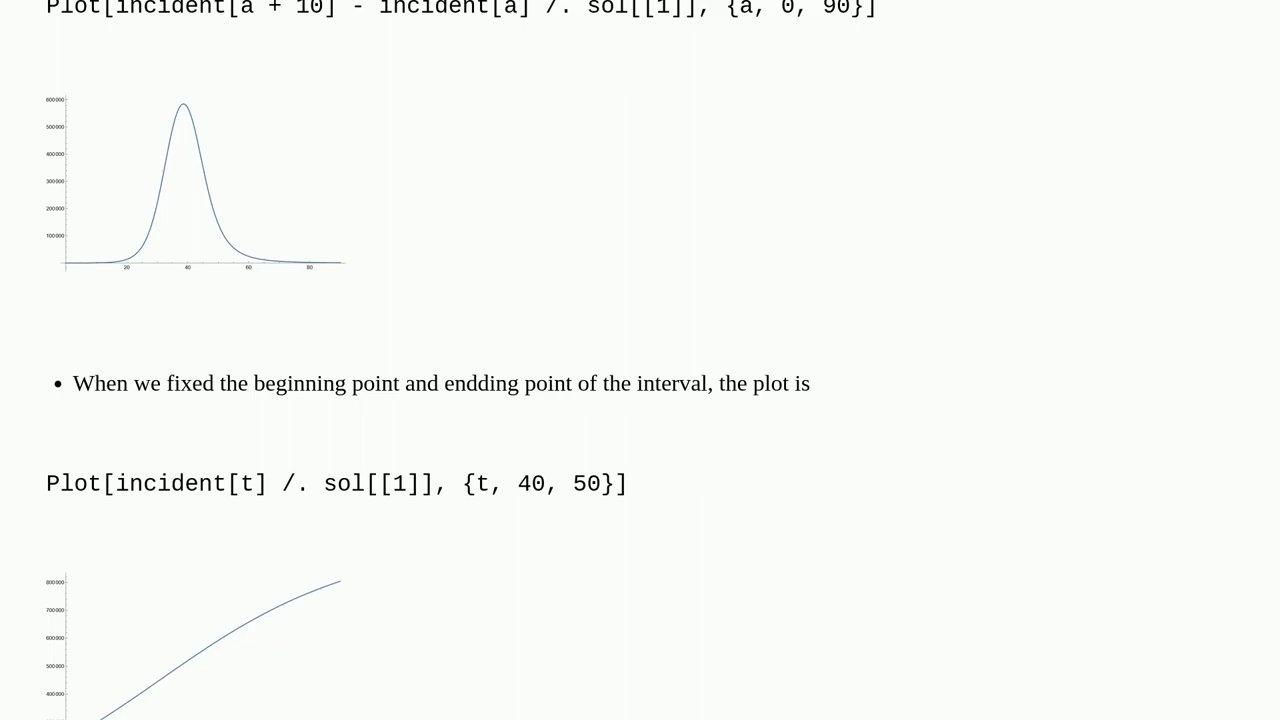 Plot[incident[a + 10] - incident[a] /. sol[[1]], {a, 0, 90}]
600000
500000
400000
300000
200000
100000
20 40 60 80
• When we fixed the beginning point and endding point of the interval, the plot is
Plot[incident[t] /. sol[[1]], {t, 40, 50}]
800000
700000
600000
500000
400000